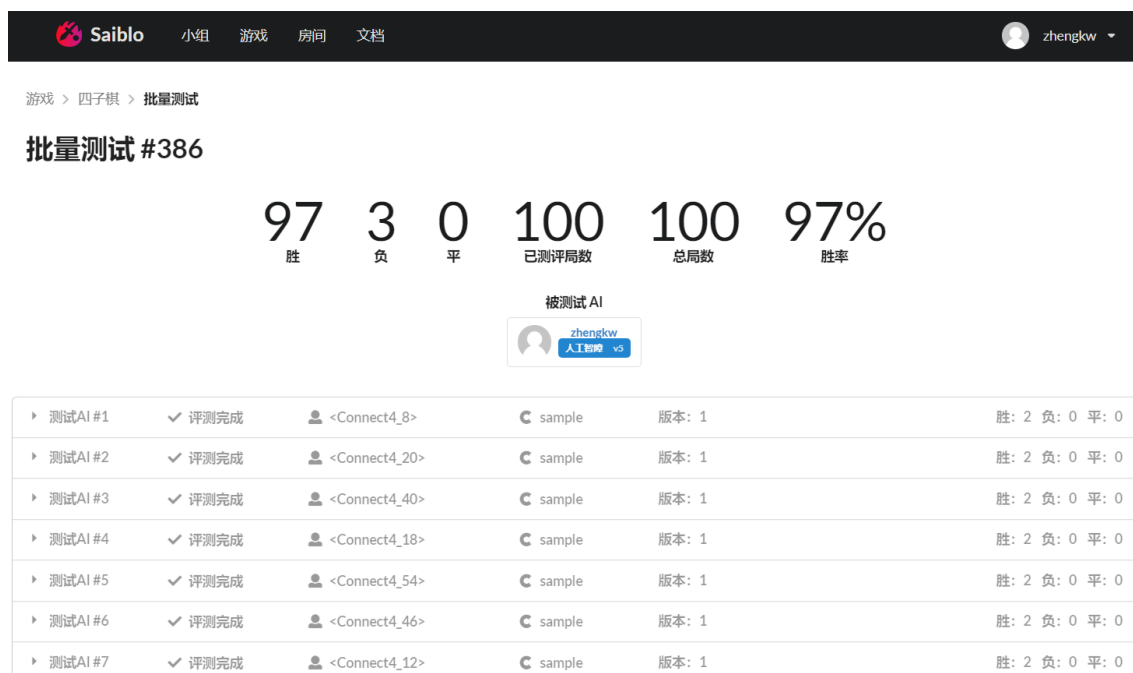 Saiblo 小组 游戏 房间 文档 zhengkw
游戏 > 四子棋 > 批量测试
批量测试 #386
97 3 0 100 100 97%
胜 负 平 已测评局数 总局数 胜率
被测试 AI
zhengkw
人工智障 v5
测试AI #1 评测完成 <Connect4_8> C sample 版本：1 胜：2 负：0 平：0
测试AI #2 评测完成 <Connect4_20> C sample 版本：1 胜：2 负：0 平：0
测试AI #3 评测完成 <Connect4_40> C sample 版本：1 胜：2 负：0 平：0
测试AI #4 评测完成 <Connect4_18> C sample 版本：1 胜：2 负：0 平：0
测试AI #5 评测完成 <Connect4_54> C sample 版本：1 胜：2 负：0 平：0
测试AI #6 评测完成 <Connect4_46> C sample 版本：1 胜：2 负：0 平：0
测试AI #7 评测完成 <Connect4_12> C sample 版本：1 胜：2 负：0 平：0